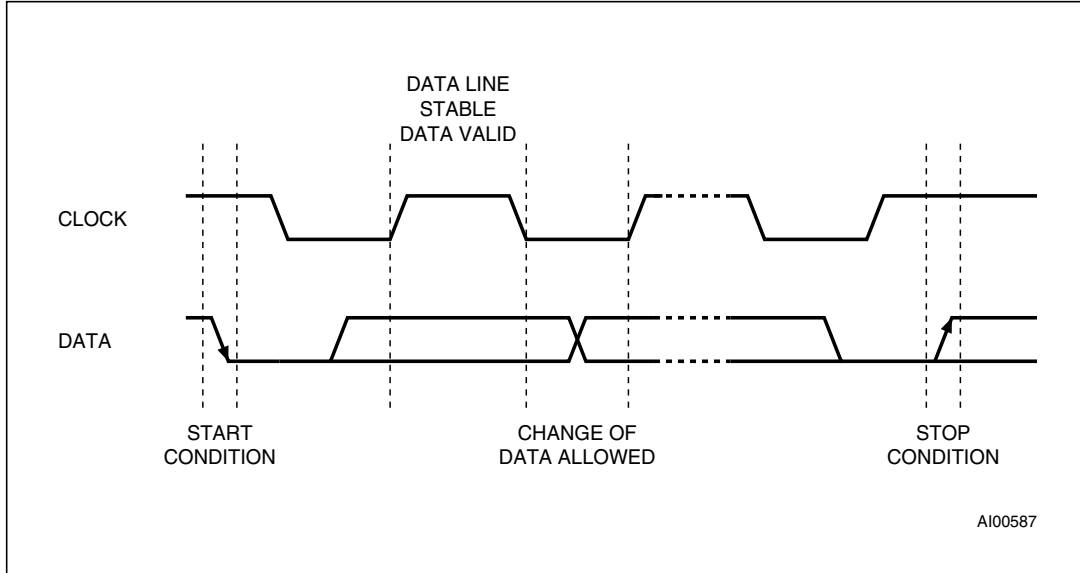 DATA LINE
STABLE
DATA VALID
CLOCK
DATA
START
CONDITION
CHANGE OF
DATA ALLOWED
STOP
CONDITION
AI00587